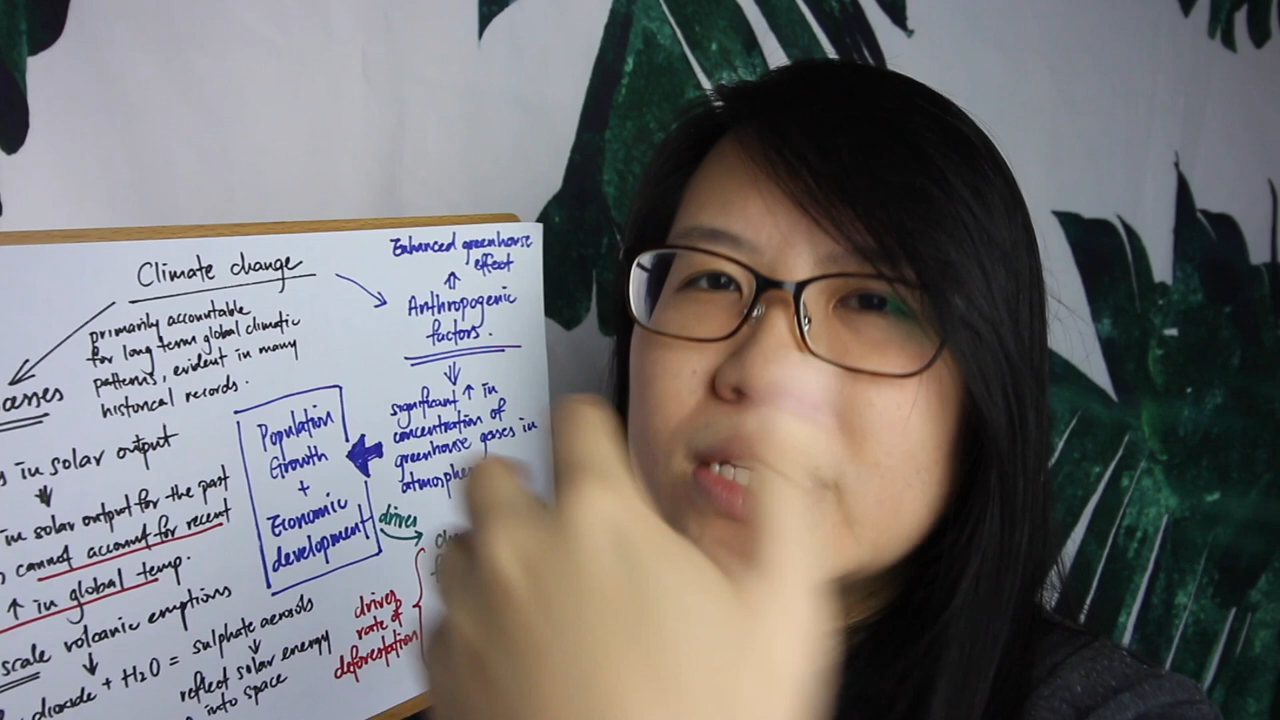 Climate change
primarily accountable
for long term global climatic
patterns, evident in many
historical records.
in solar output
in solar output for the past
cannot account for recent
↑ in global temp.
scale volcanic eruptions
dioxide + H2O = sulphate aerosols
reflect solar energy
into space
Enhanced greenhouse
effect
Anthropogenic
factors.
significant ↑ in
concentration of
greenhouse gases in
Population
Growth
+
Economic
development
drives
drives
rate of
deforestation